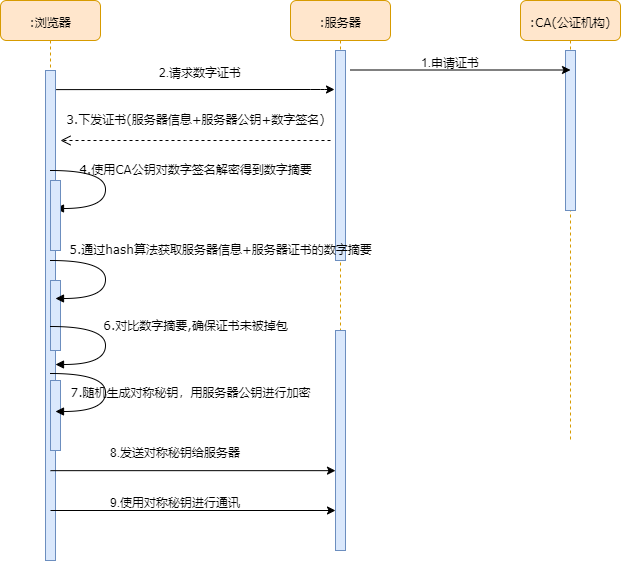 :浏览器
:服务器
:CA(公证机构)
1.申请证书
2.请求数字证书
3.下发证书(服务器信息+服务器公钥+数字签名)
4.使用CA公钥对数字签名解密得到数字摘要
5.通过hash算法获取服务器信息+服务器证书的数字摘要
6.对比数字摘要,确保证书未被掉包
7.随机生成对称秘钥，用服务器公钥进行加密
8.发送对称秘钥给服务器
9.使用对称秘钥进行通讯